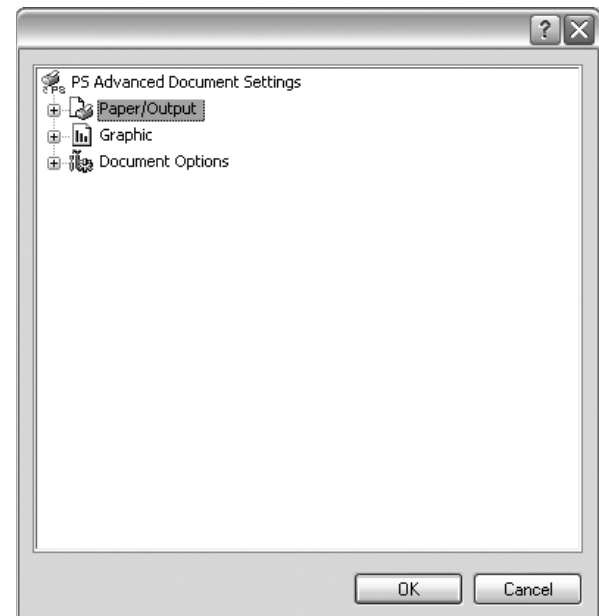 PS Advanced Document Settings
Paper/Output
Graphic
Document Options
OK
Cancel